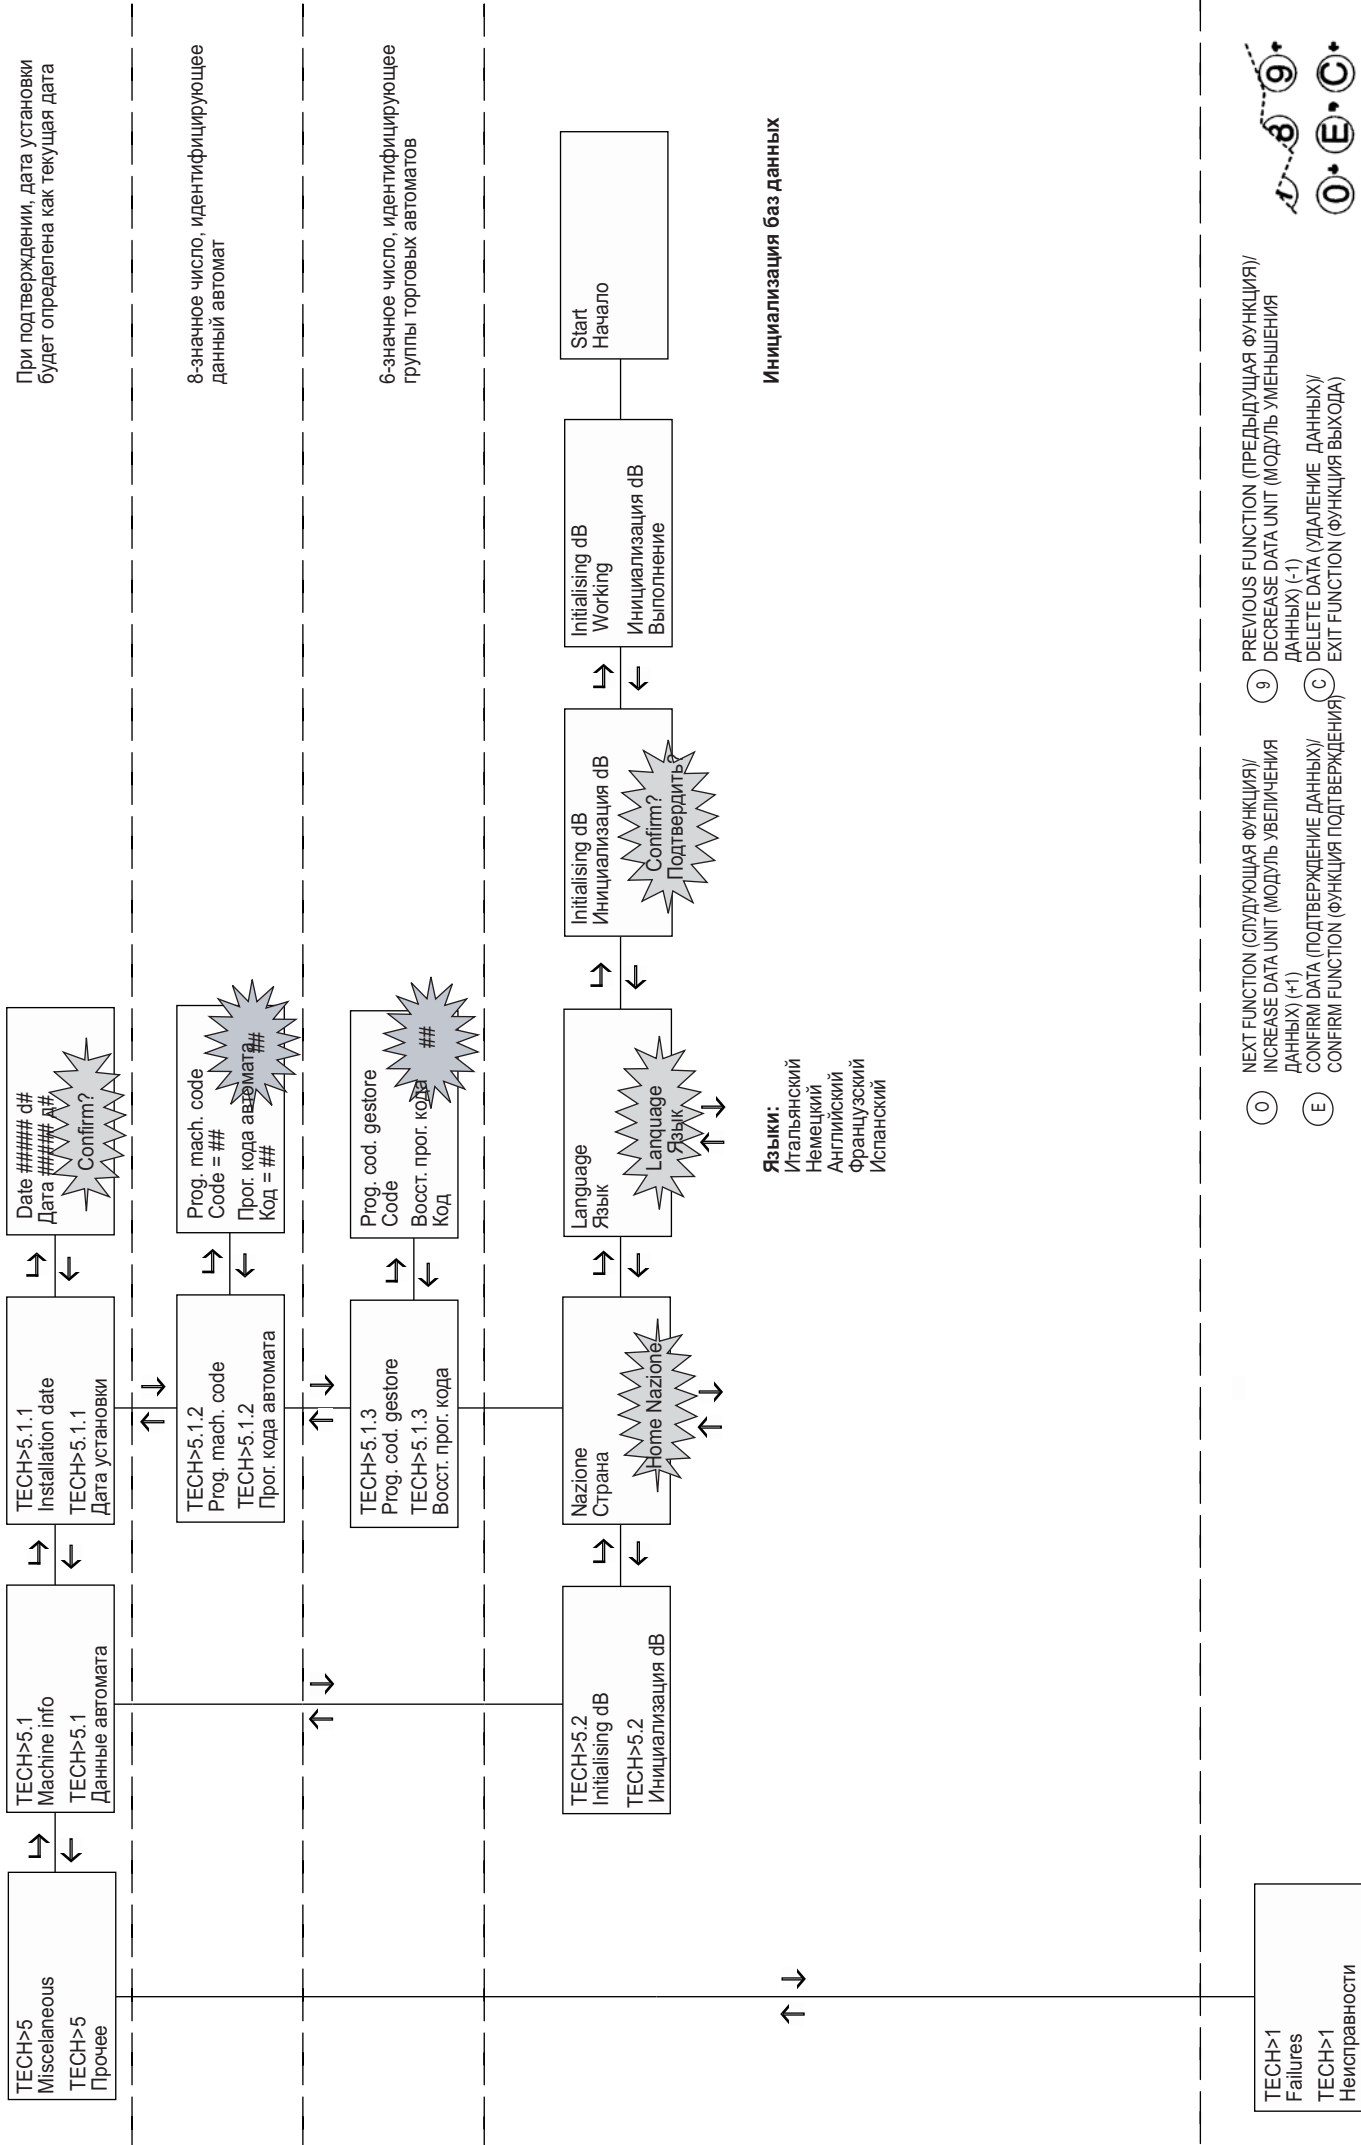 TECH>5
Miscelaneous
TECH>5
Прочее
TECH>5.1
Machine info
TECH>5.1
Данные автомата
TECH>5.1.1
Installation date
TECH>5.1.1
Дата установки
Date ##### d#
Дата ##### д#
Confirm?
При подтверждении, дата установки
будет определена как текущая дата
TECH>5.1.2
Prog. mach. code
TECH>5.1.2
Прог. кода автомата
Prog. mach. code
Code = ##
Прог. кода автомата
Код = ##
##
8-значное число, идентифицирующее
данный автомат
TECH>5.1.3
Prog. cod. gestore
TECH>5.1.3
Восст. прог. кода
Prog. cod. gestore
Code
Восст. прог. кода
Код
##
6-значное число, идентифицирующее
группы торговых автоматов
TECH>5.2
Initialising dB
TECH>5.2
Инициализация dB
Nazione
Страна
Home Nazione
Language
Язык
Lanquage
Язык
Initialising dB
Инициализация dB
Confirm?
Подтвердить?
Initialising dB
Working
Инициализация dB
Выполнение
Start
Начало
Языки:
Итальянский
Немецкий
Английский
Французский
Испанский
Инициализация баз данных
TECH>1
Failures
TECH>1
Неисправности
O
NEXT FUNCTION (СЛУДУЮЩАЯ ФУНКЦИЯ)/
INCREASE DATA UNIT (МОДУЛЬ УВЕЛИЧЕНИЯ
ДАННЫХ) (+1)
E
CONFIRM DATA (ПОДТВЕРЖДЕНИЕ ДАННЫХ)/
CONFIRM FUNCTION (ФУНКЦИЯ ПОДТВЕРЖДЕНИЯ)
9
PREVIOUS FUNCTION (ПРЕДЫДУЩАЯ ФУНКЦИЯ)/
DECREASE DATA UNIT (МОДУЛЬ УМЕНЬШЕНИЯ
ДАННЫХ) (-1)
C
DELETE DATA (УДАЛЕНИЕ ДАННЫХ)/
EXIT FUNCTION (ФУНКЦИЯ ВЫХОДА)
7 8 9
0 E C